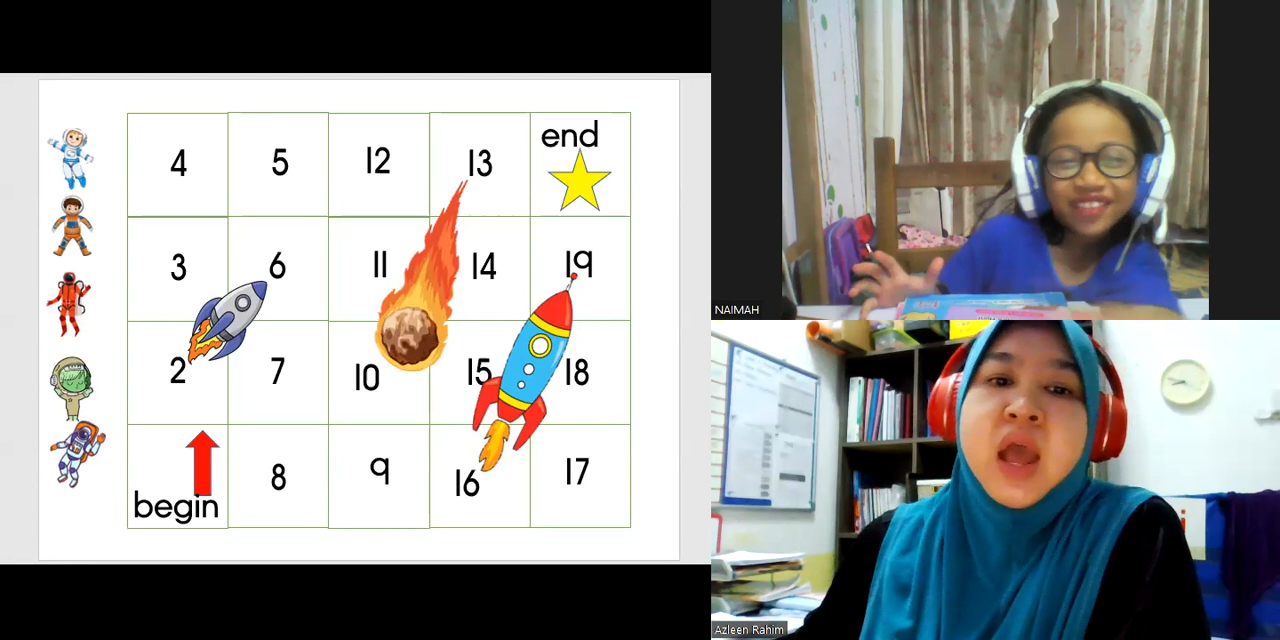 4 5 12 13 end
3 6 11 14 19
2 7 10 15 18
begin 8 9 16 17
NAIMAH
Azleen Rahim